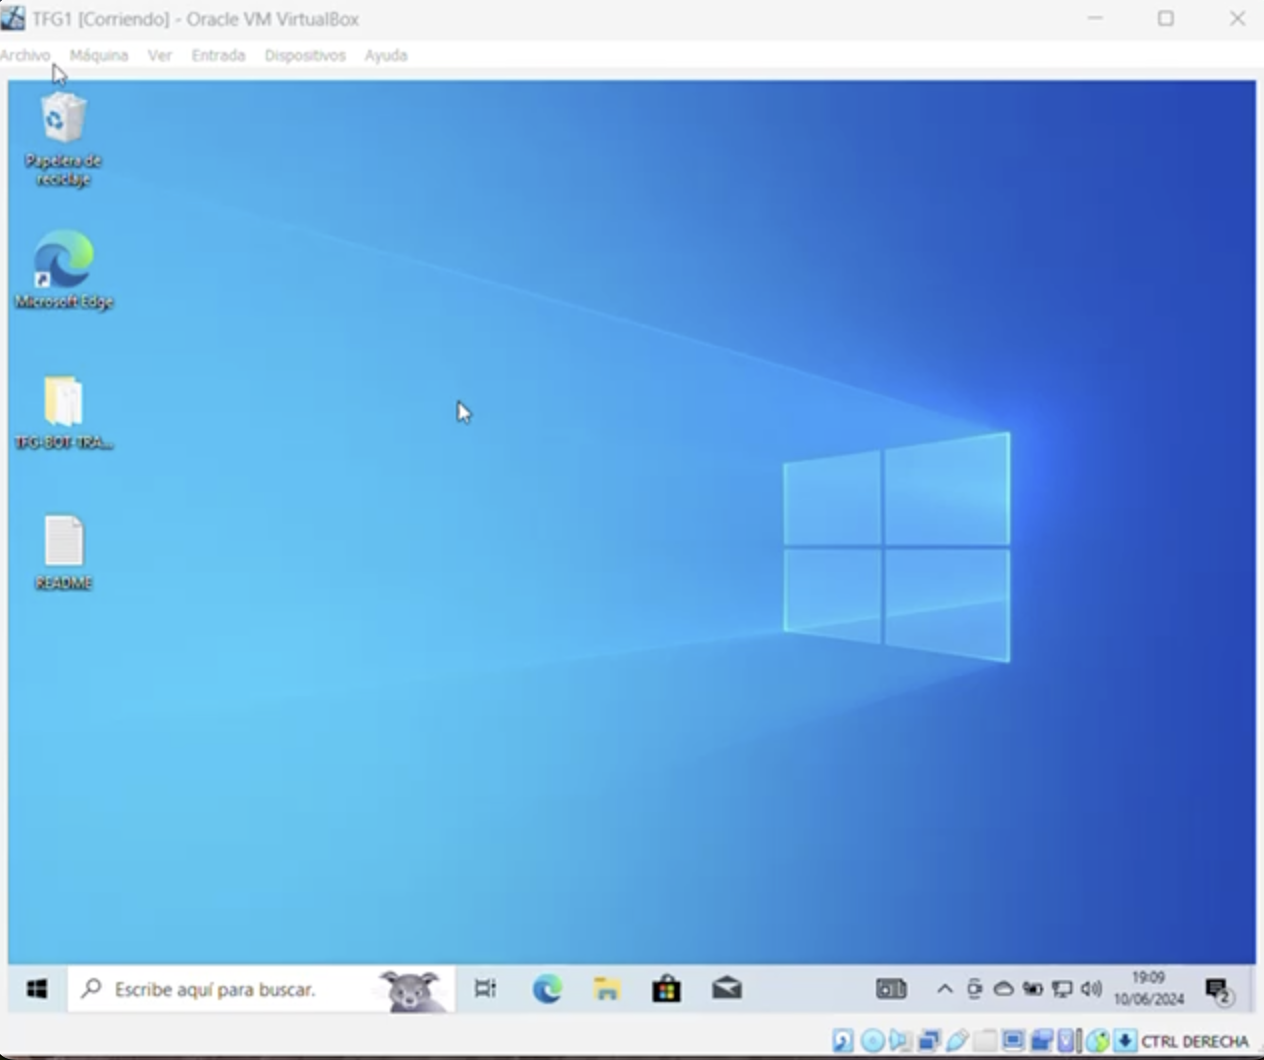 TFG1 [Corriendo] - Oracle VM VirtualBox
Archivo Máquina Ver Entrada Dispositivos Ayuda
Papelera de
reciclaje
Microsoft Edge
TFG-BOT-TRA...
README
Escribe aquí para buscar.
19:09
10/06/2024
2
CTRL DERECHA